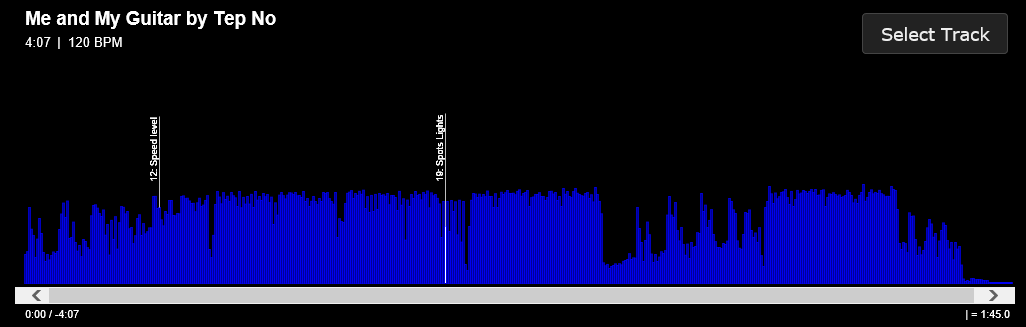 Me and My Guitar by Tep No
4:07 | 120 BPM
Select Track
12: Speed level
19: Spots Lights
0:00 / -4:07
| = 1:45.0